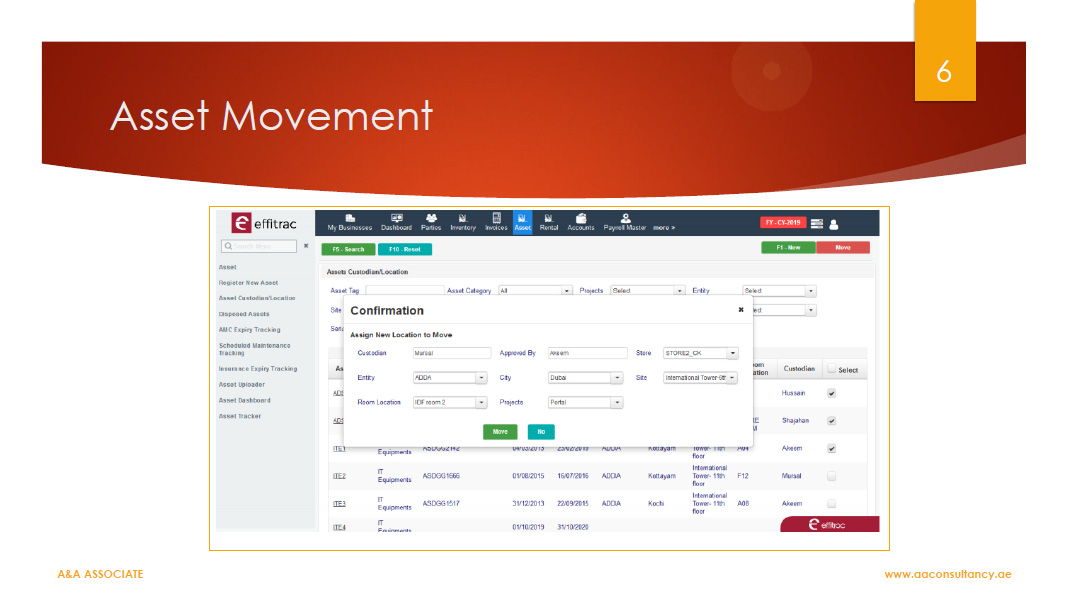 6
Asset Movement
effitrac
My Businesses Dashboard Parties Inventory Invoices Asset Rental Accounts Payroll Master more »
FY - CY-2019
F5 - Search F10 - Reset F1 - New Move
Asset
Register New Asset
Asset Custodian/Location
Disposed Assets
AMC Expiry Tracking
Scheduled Maintenance
Tracking
Insurance Expiry Tracking
Asset Uploader
Asset Dashboard
Asset Tracker
Assets Custodian/Location
Asset Tag Asset Category All Projects Select Entity Select
Site
Confirmation
Assign New Location to Move
Custodian Mursal Approved By Akeem Store STORE2_CK
Entity ADDA City Dubai Site International Tower-9th
Room Location IDF room 2 Projects Portal
Move No
Custodian Select
Hussain
Shajahan
ITE1 Equipments ASDGG2142 04/03/2013 23/02/2019 ADDA Kottayam Tower- 11th floor A04 Akeem
ITE2 IT Equipments ASDGG1666 01/08/2015 16/07/2016 ADDA Kottayam International Tower- 11th floor F12 Mursal
ITE3 IT Equipments ASDGG1517 31/12/2013 22/09/2015 ADDA Kochi International Tower- 11th floor A08 Akeem
ITE4 IT Equipments 01/10/2019 31/10/2020
effitrac
A&A ASSOCIATE
www.aaconsultancy.ae